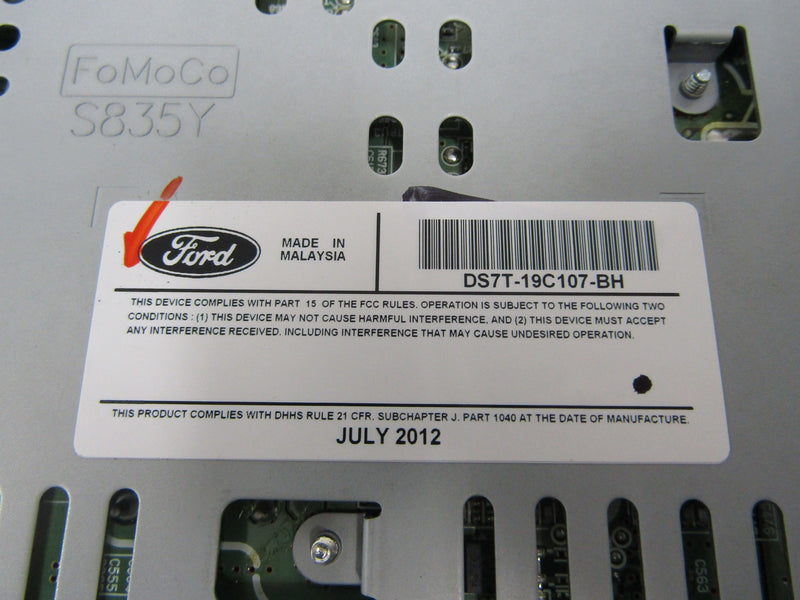 FoMoCo
S835Y
R673
Ford
MADE IN
MALAYSIA
DS7T-19C107-BH
THIS DEVICE COMPLIES WITH PART 15 OF THE FCC RULES. OPERATION IS SUBJECT TO THE FOLLOWING TWO
CONDITIONS : (1) THIS DEVICE MAY NOT CAUSE HARMFUL INTERFERENCE, AND (2) THIS DEVICE MUST ACCEPT
ANY INTERFERENCE RECEIVED. INCLUDING INTERFERENCE THAT MAY CAUSE UNDESIRED OPERATION.
THIS PRODUCT COMPLIES WITH DHHS RULE 21 CFR. SUBCHAPTER J. PART 1040 AT THE DATE OF MANUFACTURE.
JULY 2012
C555
C563